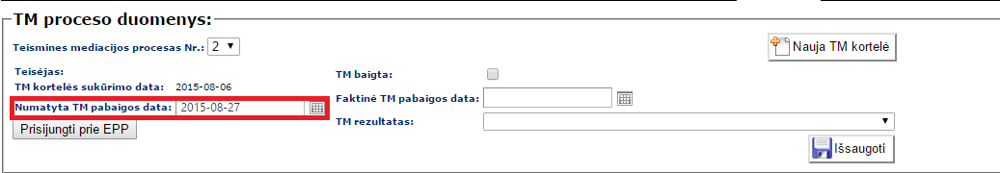 TM proceso duomenys:
Teismines mediacijos procesas Nr.: 2
Nauja TM kortelė
Teisėjas:
TM kortelės sukūrimo data: 2015-08-06
Numatyta TM pabaigos data: 2015-08-27
Prisijungti prie EPP
TM baigta:
Faktinė TM pabaigos data:
TM rezultatas:
Išsaugoti